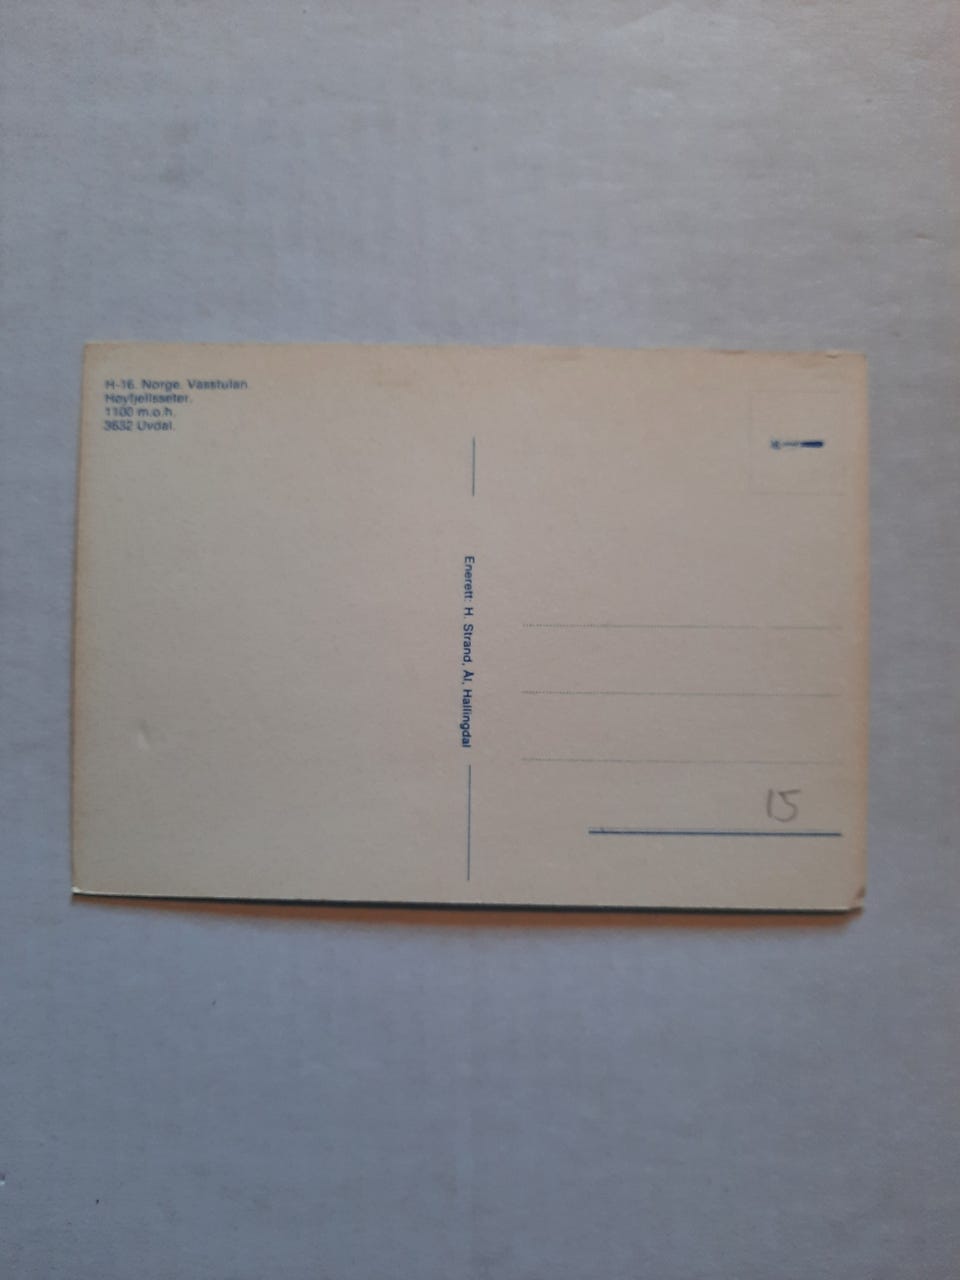 H-16. Norge. Vasstulan.
Høyfjellsseter.
1100 m.o.h.
3632 Uvdal.
Enerett: H. Strand, Ål, Hallingdal
15